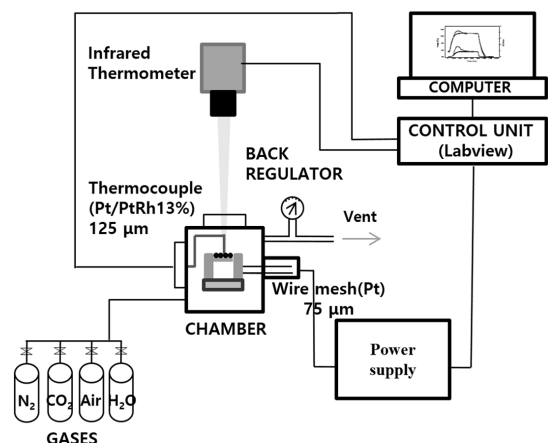 Infrared
Thermometer
COMPUTER
CONTROL UNIT
(Labview)
BACK
REGULATOR
Thermocouple
(Pt/PtRh13%)
125 μm
Vent
Wire mesh(Pt)
75 μm
CHAMBER
Power
supply
N2
CO2
Air
H2O
GASES